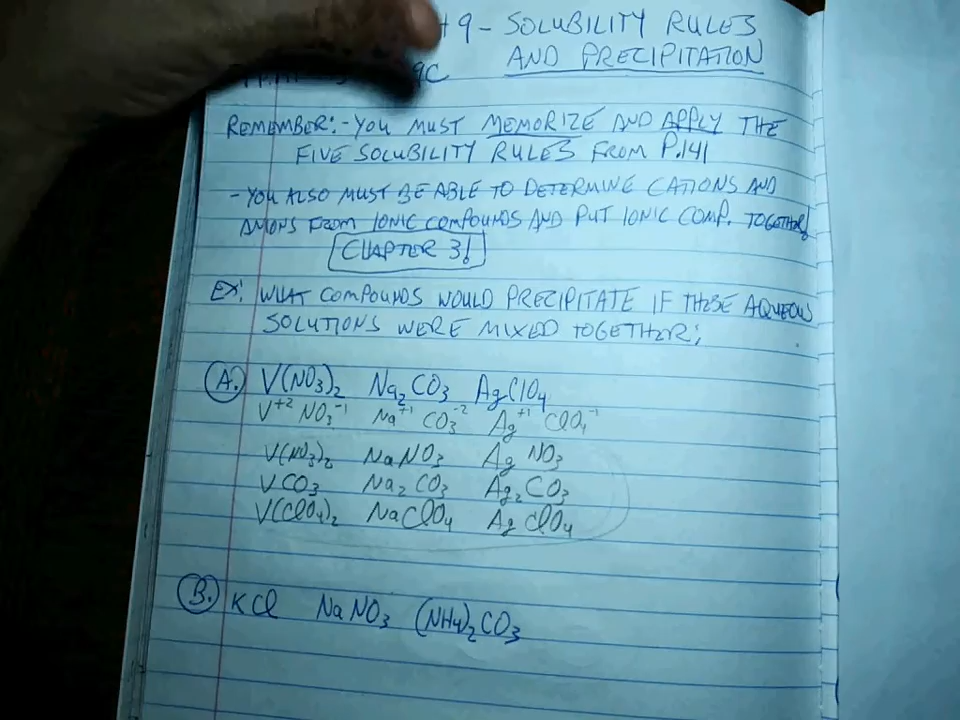 9 - SOLUBILITY RULES
AND PRECIPITATION
9C
REMEMBER: - YOU MUST MEMORIZE AND APPLY THE
FIVE SOLUBILITY RULES FROM P.141
- YOU ALSO MUST BE ABLE TO DETERMINE CATIONS AND
ANIONS FROM IONIC COMPOUNDS AND PUT IONIC COMP. TOGETHER!
CHAPTER 3!
EX: WHAT COMPOUNDS WOULD PRECIPITATE IF THESE AQUEOUS
SOLUTIONS WERE MIXED TOGETHER:
A. V(NO₃)₂ Na₂CO₃ AgClO₄
V⁺² NO₃⁻¹ Na⁺¹ CO₃⁻² Ag⁺¹ ClO₄⁻¹
V(NO₃)₂ NaNO₃ AgNO₃
VCO₃ Na₂CO₃ Ag₂CO₃
V(ClO₄)₂ NaClO₄ AgClO₄
B. KCl NaNO₃ (NH₄)₂CO₃